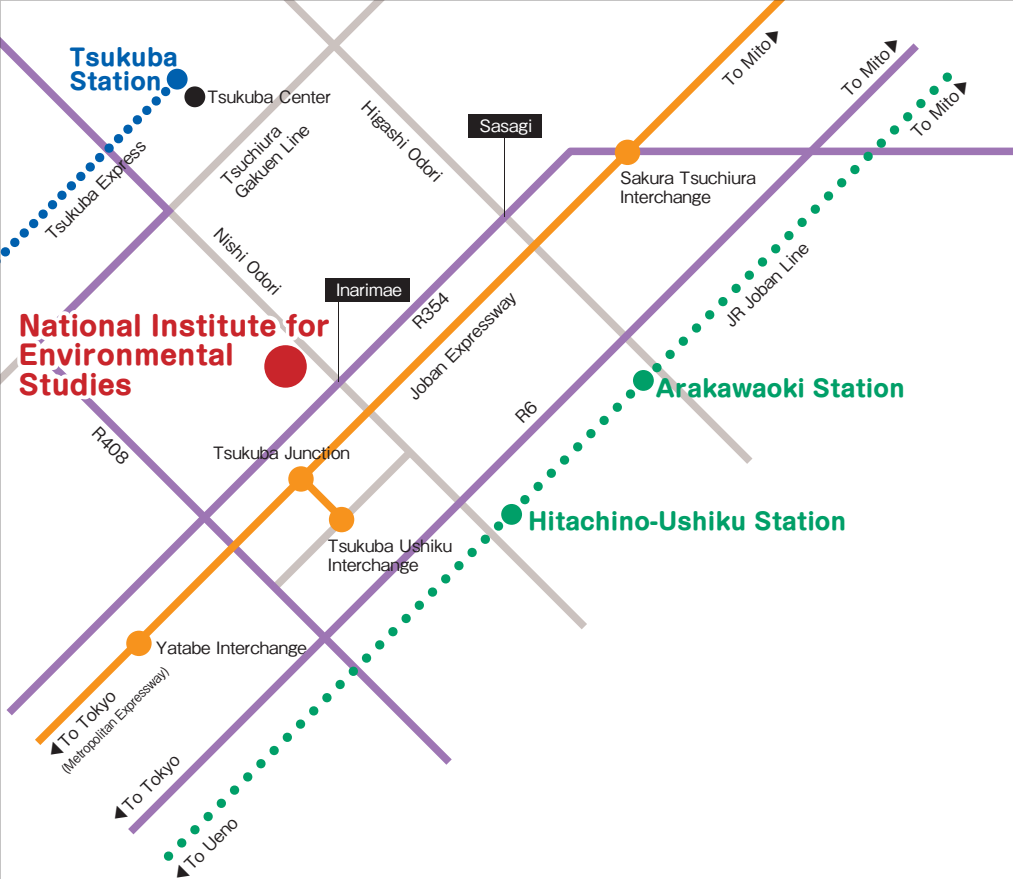 Tsukuba
Station
Tsukuba Center
Tsukuba Express
Tsuchiura
Gakuen Line
Higashi Odori
Sasagi
To Mito
To Mito
To Mito
Sakura Tsuchiura
Interchange
Nishi Odori
Inarimae
R354
Joban Expressway
JR Joban Line
National Institute for
Environmental
Studies
R408
R6
Arakawaoki Station
Tsukuba Junction
Hitachino-Ushiku Station
Tsukuba Ushiku
Interchange
Yatabe Interchange
To Tokyo
(Metropolitan Expressway)
To Tokyo
To Ueno